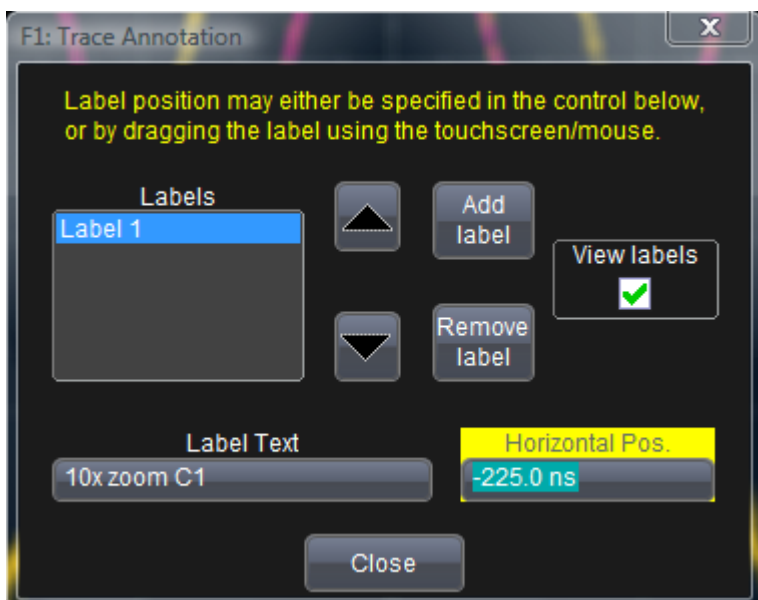 F1: Trace Annotation
X
Label position may either be specified in the control below,
or by dragging the label using the touchscreen/mouse.
Labels
Label 1
Add
label
View labels
Remove
label
Label Text
10x zoom C1
Horizontal Pos.
-225.0 ns
Close